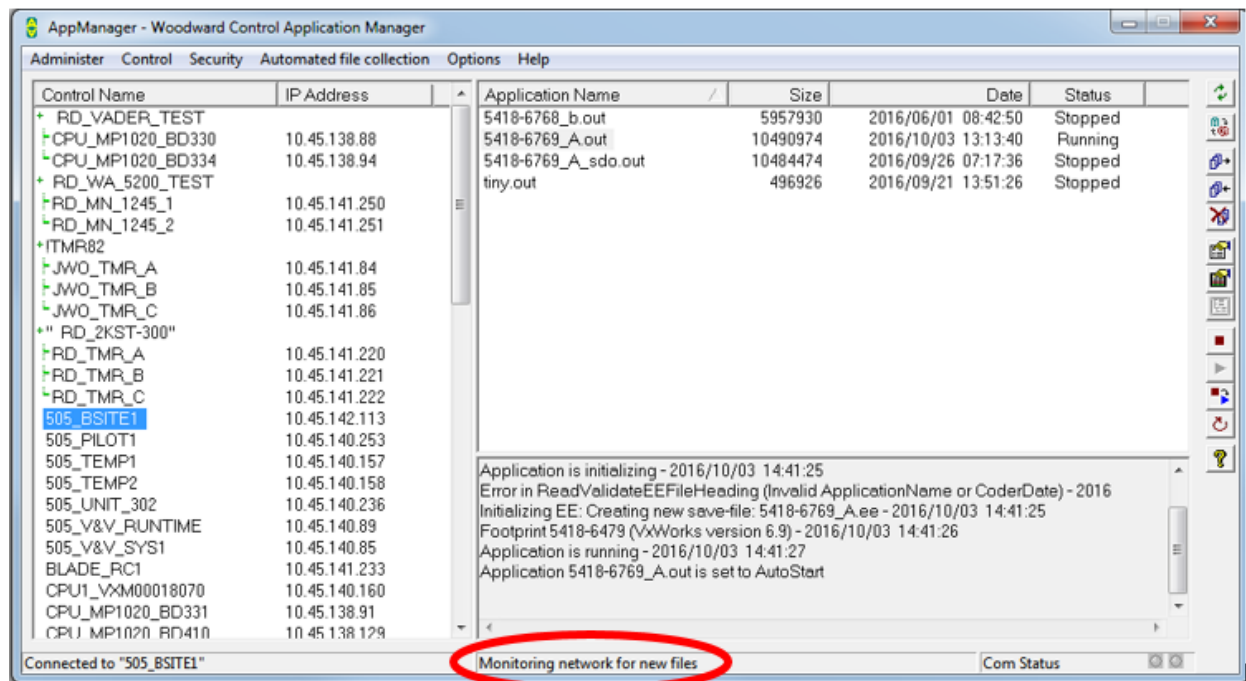 AppManager - Woodward Control Application Manager
Administer Control Security Automated file collection Options Help
Control Name IP Address
RD_VADER_TEST
CPU_MP1020_BD330 10.45.138.88
CPU_MP1020_BD334 10.45.138.94
RD_WA_5200_TEST
RD_MN_1245_1 10.45.141.250
RD_MN_1245_2 10.45.141.251
!TMR82
JWO_TMR_A 10.45.141.84
JWO_TMR_B 10.45.141.85
JWO_TMR_C 10.45.141.86
" RD_2KST-300"
RD_TMR_A 10.45.141.220
RD_TMR_B 10.45.141.221
RD_TMR_C 10.45.141.222
505_BSITE1 10.45.142.113
505_PILOT1 10.45.140.253
505_TEMP1 10.45.140.157
505_TEMP2 10.45.140.158
505_UNIT_302 10.45.140.236
505_V&V_RUNTIME 10.45.140.89
505_V&V_SYS1 10.45.140.85
BLADE_RC1 10.45.141.233
CPU1_VXM00018070 10.45.140.160
CPU_MP1020_BD331 10.45.138.91
CPU_MP1020_BD410 10.45.138.129
Application Name Size Date Status
5418-6768_b.out 5957930 2016/06/01 08:42:50 Stopped
5418-6769_A.out 10490974 2016/10/03 13:13:40 Running
5418-6769_A_sdo.out 10484474 2016/09/26 07:17:36 Stopped
tiny.out 496926 2016/09/21 13:51:26 Stopped
Application is initializing - 2016/10/03 14:41:25
Error in ReadValidateEEFileHeading (Invalid ApplicationName or CoderDate) - 2016
Initializing EE: Creating new save-file: 5418-6769_A.ee - 2016/10/03 14:41:25
Footprint 5418-6479 (VxWorks version 6.9) - 2016/10/03 14:41:26
Application is running - 2016/10/03 14:41:27
Application 5418-6769_A.out is set to AutoStart
Connected to "505_BSITE1" Monitoring network for new files Com Status